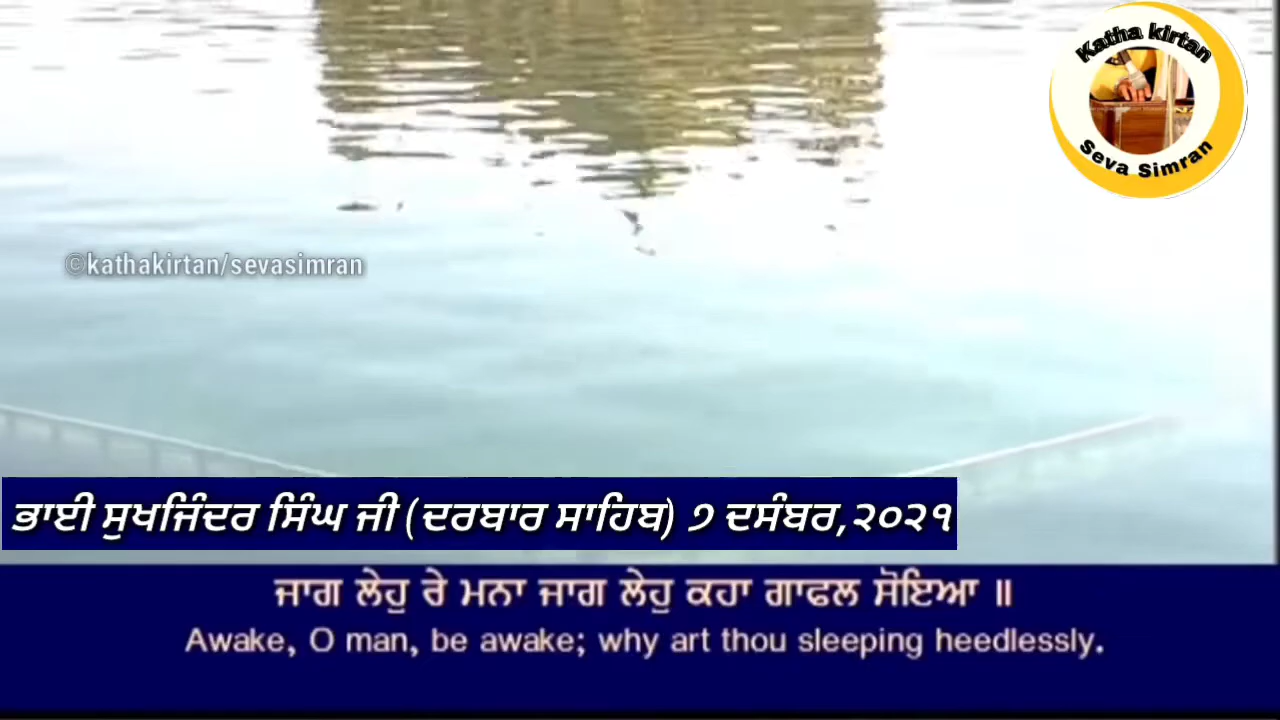 Katha kirtan
Seva Simran
©kathakirtan/sevasimran
ਭਾਈ ਸੁਖਜਿੰਦਰ ਸਿੰਘ ਜੀ (ਦਰਬਾਰ ਸਾਹਿਬ) ੭ ਦਸੰਬਰ,੨੦੨੧
ਜਾਗ ਲੇਹੁ ਰੇ ਮਨਾ ਜਾਗ ਲੇਹੁ ਕਹਾ ਗਾਫਲ ਸੋਇਆ ॥
Awake, O man, be awake; why art thou sleeping heedlessly.